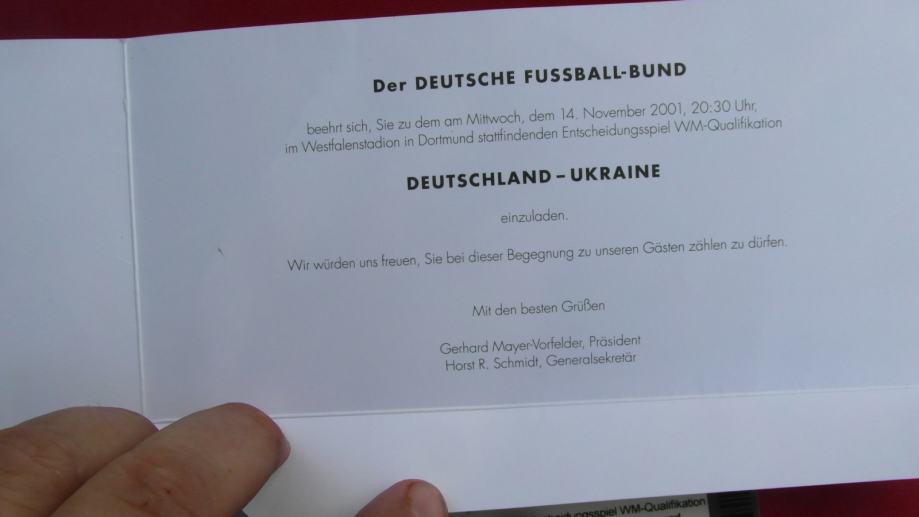 Der DEUTSCHE FUSSBALL-BUND
beehrt sich, Sie zu dem am Mittwoch, dem 14. November 2001, 20:30 Uhr,
im Westfalenstadion in Dortmund stattfindenden Entscheidungsspiel WM-Qualifikation
DEUTSCHLAND – UKRAINE
einzuladen.
Wir würden uns freuen, Sie bei dieser Begegnung zu unseren Gästen zählen zu dürfen.
Mit den besten Grüßen
Gerhard Mayer-Vorfelder, Präsident
Horst R. Schmidt, Generalsekretär
WM-Qualifikation